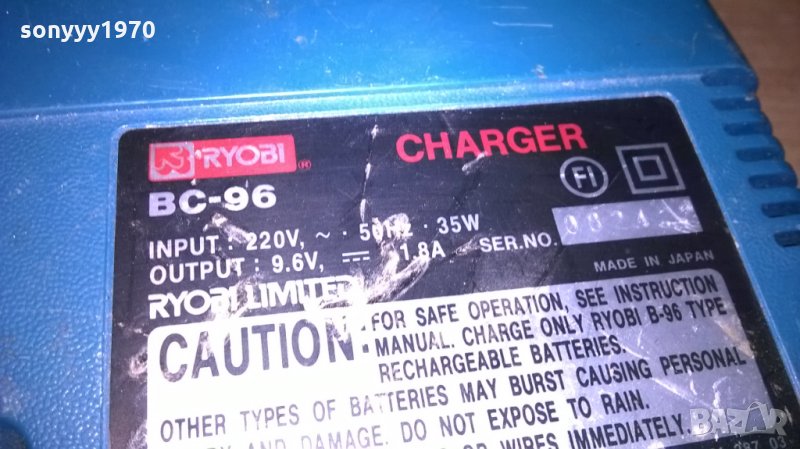 sonyyy1970
RYOBI ®
CHARGER
FI
BC-96
INPUT : 220V, ~ · 50Hz · 35W
OUTPUT : 9.6V, ⎓ 1.8A
SER.NO.
MADE IN JAPAN
RYOBI LIMITED
CAUTION:
FOR SAFE OPERATION, SEE INSTRUCTION
MANUAL. CHARGE ONLY RYOBI B-96 TYPE
RECHARGEABLE BATTERIES.
OTHER TYPES OF BATTERIES MAY BURST CAUSING PERSONAL
AND DAMAGE. DO NOT EXPOSE TO RAIN.
OR WIRES IMMEDIATELY.
BAZAR